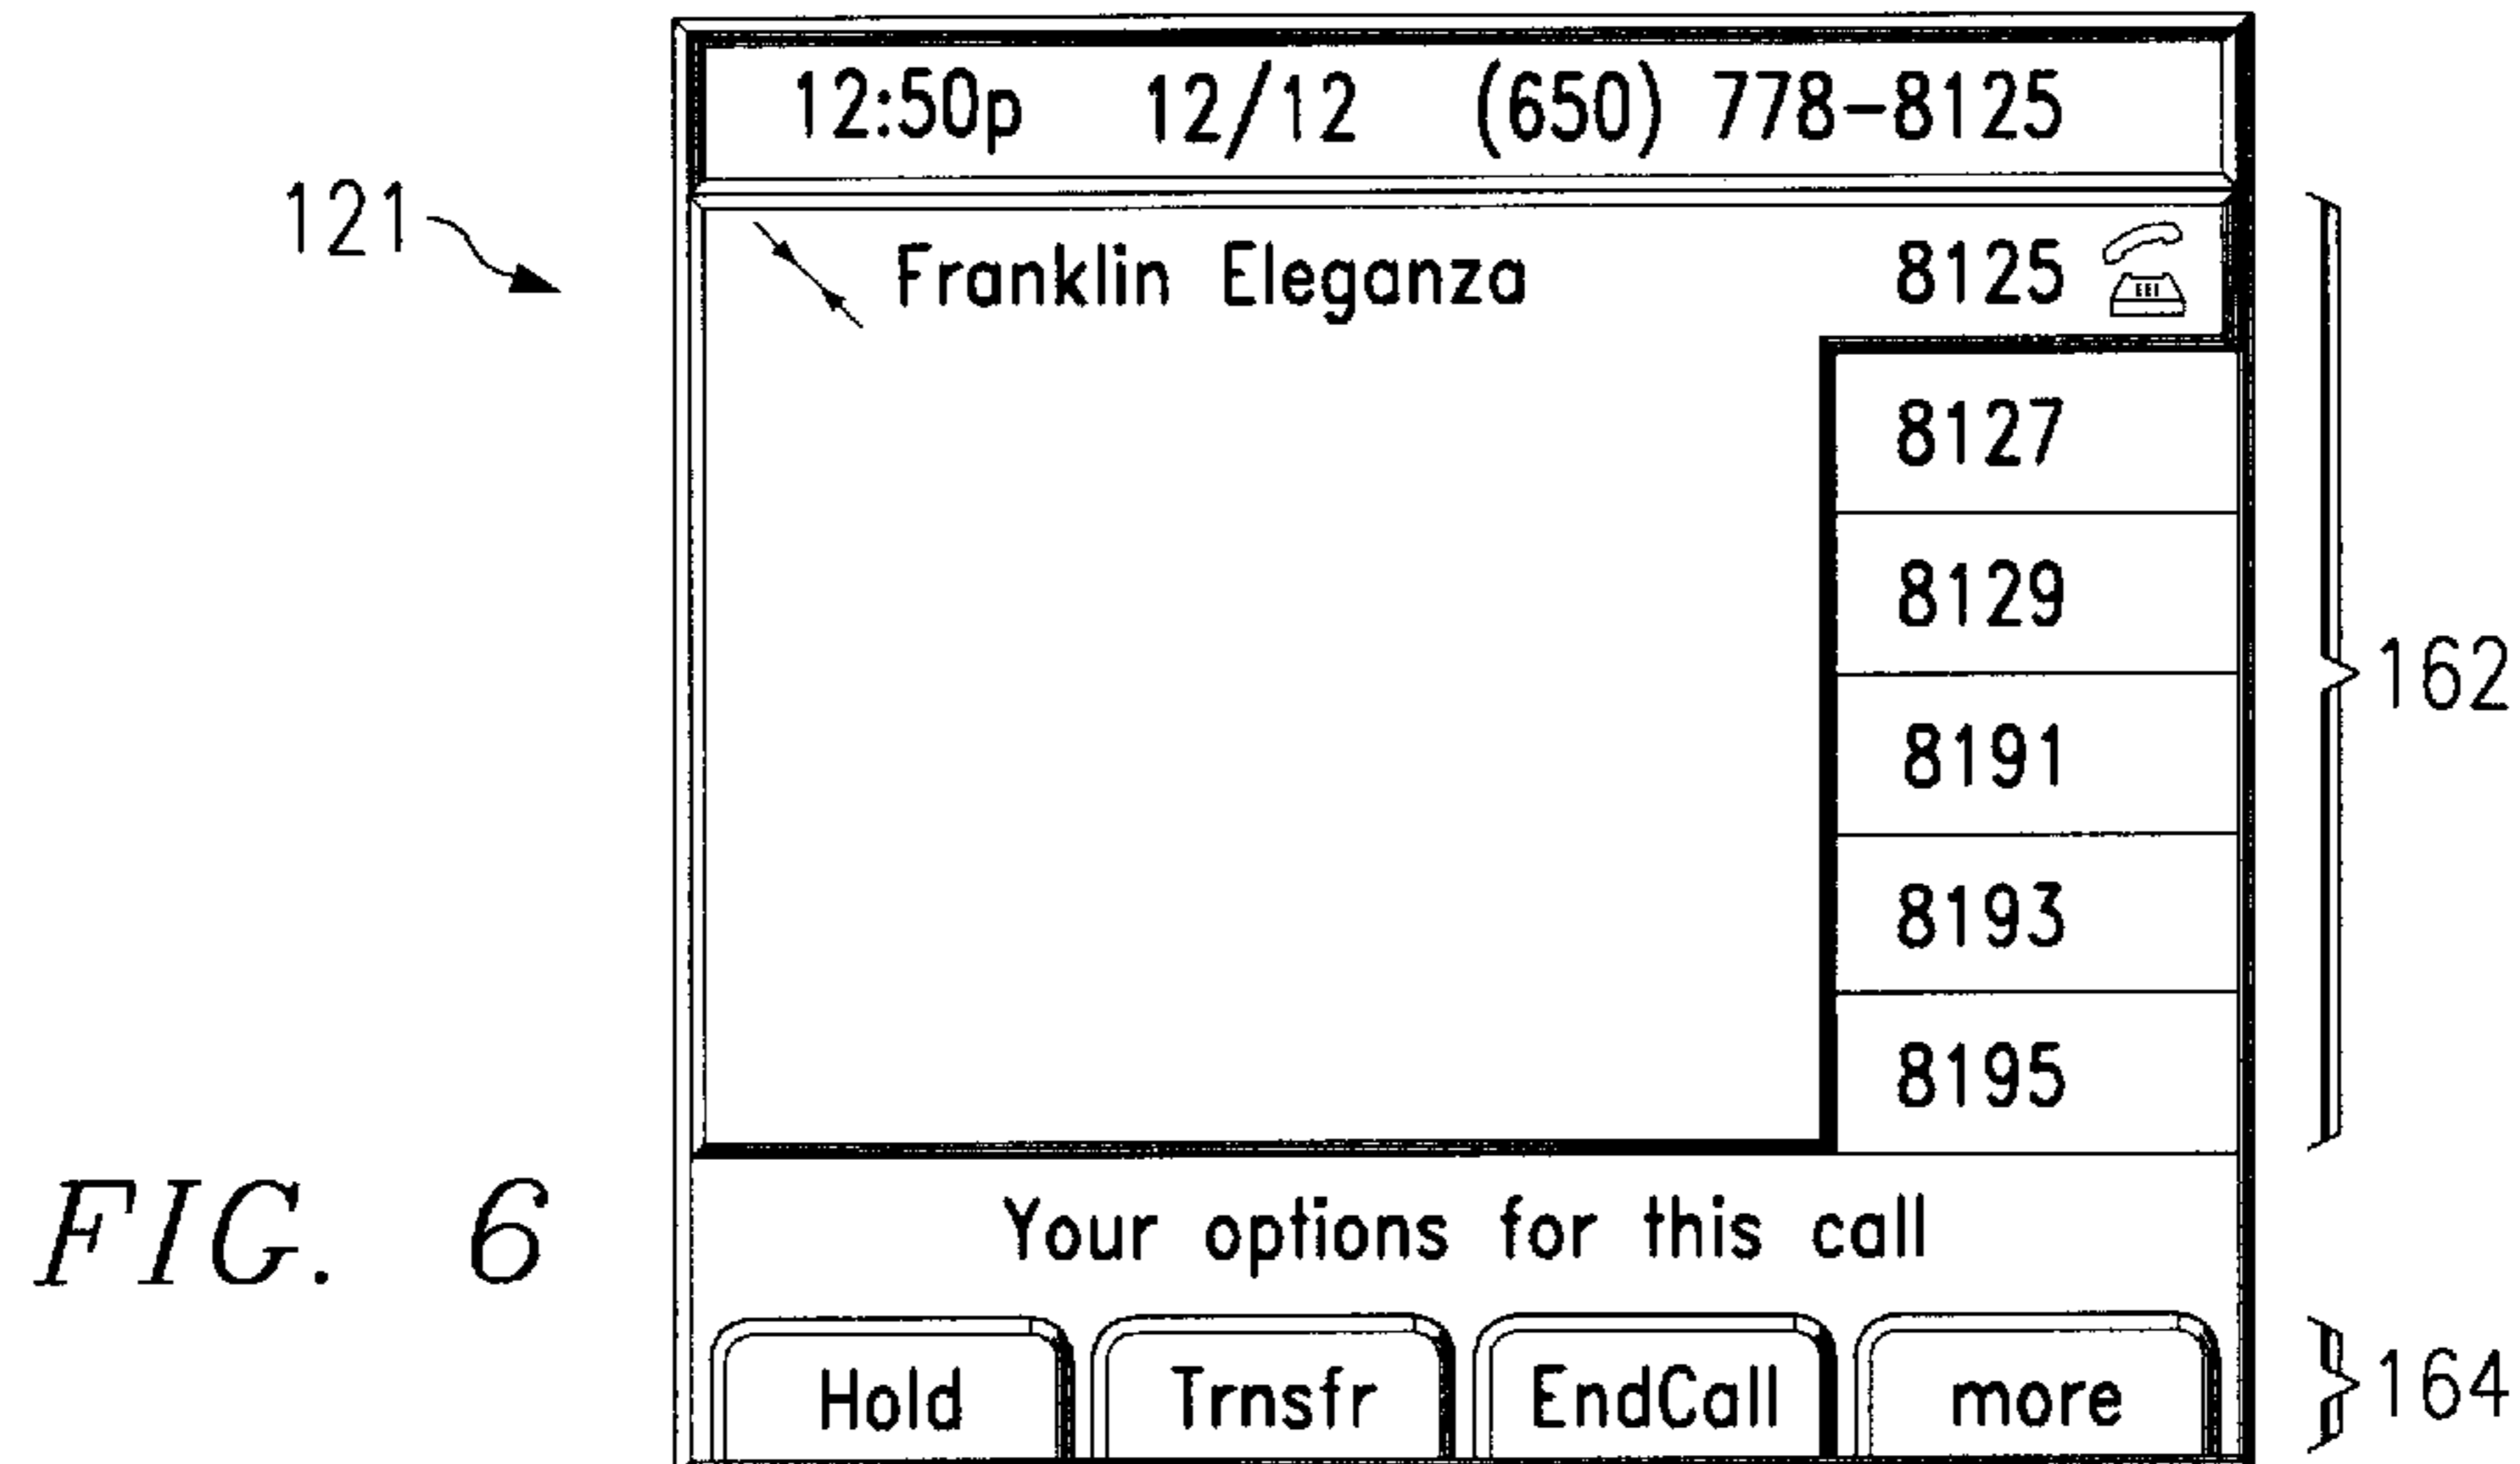 12:50p 12/12 (650) 778-8125
121
Franklin Eleganza 8125
8127
8129
162
8191
8193
8195
FIG. 6
Your options for this call
Hold Trnsfr EndCall more
164